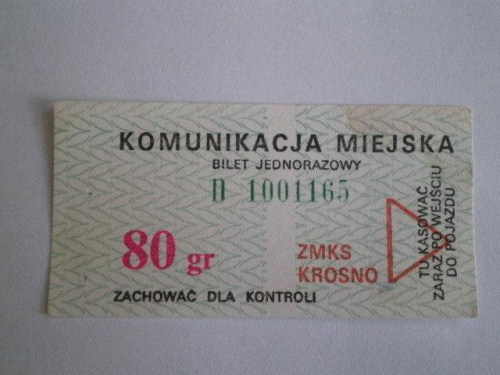 KOMUNIKACJA MIEJSKA
BILET JEDNORAZOWY
D 1001165
80 gr
ZMKS
KROSNO
ZACHOWAĆ DLA KONTROLI
TU KASOWAĆ
ZARAZ PO WEJŚCIU
DO POJAZDU